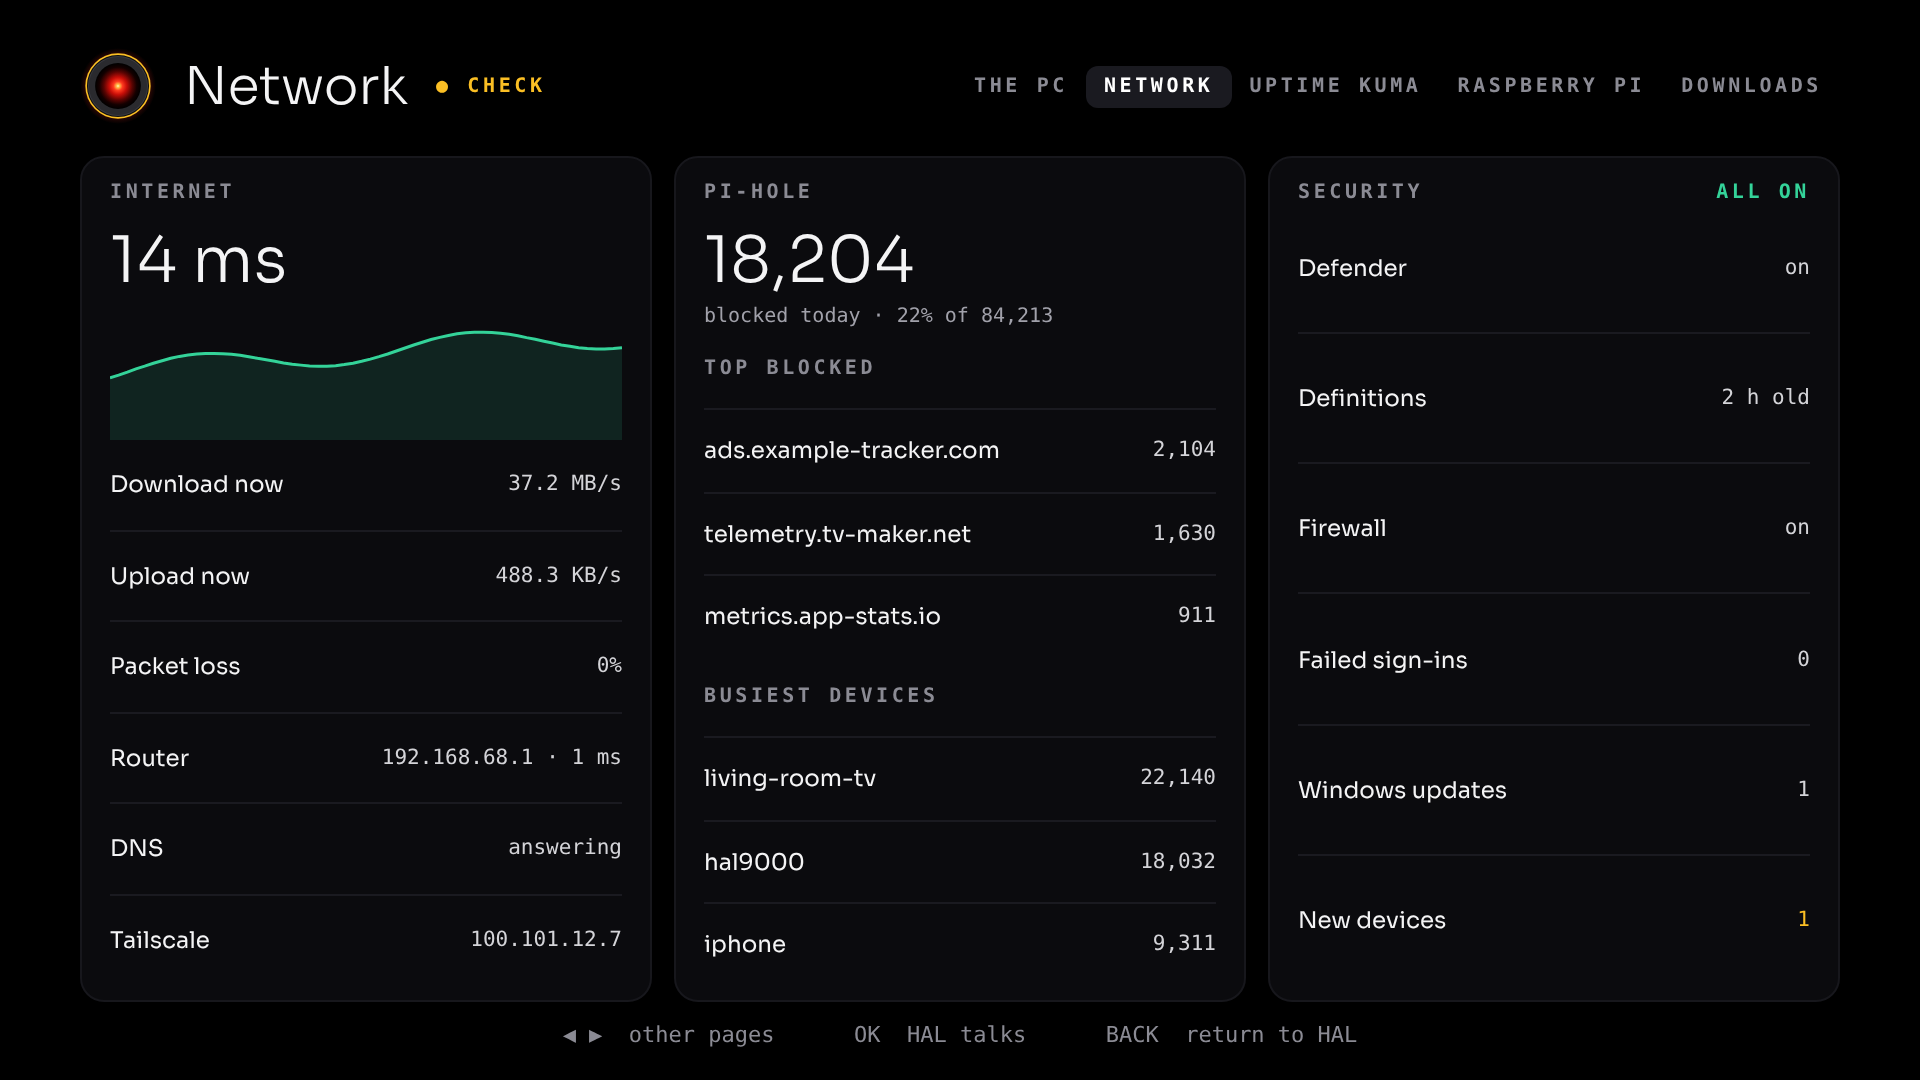 Network
CHECK
THE PC
NETWORK
UPTIME KUMA
RASPBERRY PI
DOWNLOADS
INTERNET
14 ms
Download now 37.2 MB/s
Upload now 488.3 KB/s
Packet loss 0%
Router 192.168.68.1 · 1 ms
DNS answering
Tailscale 100.101.12.7
PI-HOLE
18,204
blocked today · 22% of 84,213
TOP BLOCKED
ads.example-tracker.com 2,104
telemetry.tv-maker.net 1,630
metrics.app-stats.io 911
BUSIEST DEVICES
living-room-tv 22,140
hal9000 18,032
iphone 9,311
SECURITY ALL ON
Defender on
Definitions 2 h old
Firewall on
Failed sign-ins 0
Windows updates 1
New devices 1
◀ ▶ other pages OK HAL talks BACK return to HAL